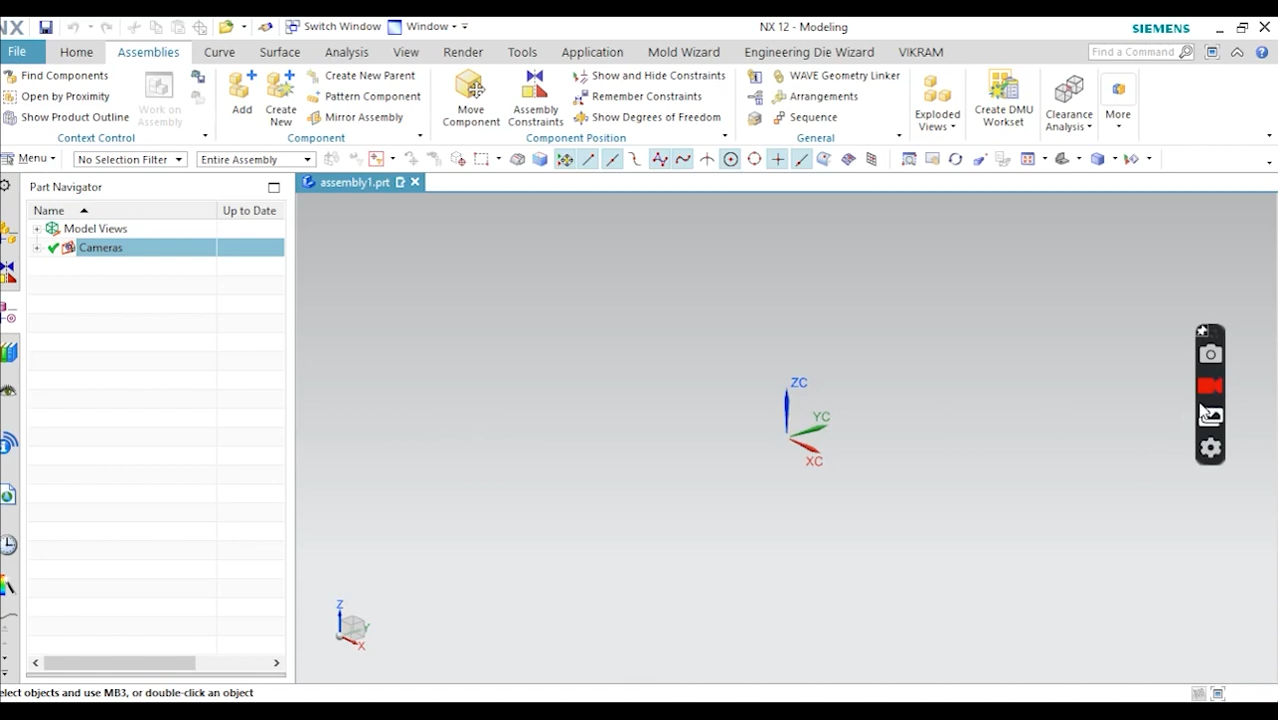 NX
Switch Window
Window
NX 12 - Modeling
SIEMENS
File
Home
Assemblies
Curve
Surface
Analysis
View
Render
Tools
Application
Mold Wizard
Engineering Die Wizard
VIKRAM
Find a Command
Find Components
Open by Proximity
Show Product Outline
Context Control
Work on
Assembly
Add
Create
New
Create New Parent
Pattern Component
Mirror Assembly
Component
Move
Component
Assembly
Constraints
Show and Hide Constraints
Remember Constraints
Show Degrees of Freedom
Component Position
WAVE Geometry Linker
Arrangements
Sequence
General
Exploded
Views
Create DMU
Workset
Clearance
Analysis
More
Menu
No Selection Filter
Entire Assembly
Part Navigator
assembly1.prt
Name
Up to Date
Model Views
Cameras
ZC
YC
XC
Z
Y
X
elect objects and use MB3, or double-click an object